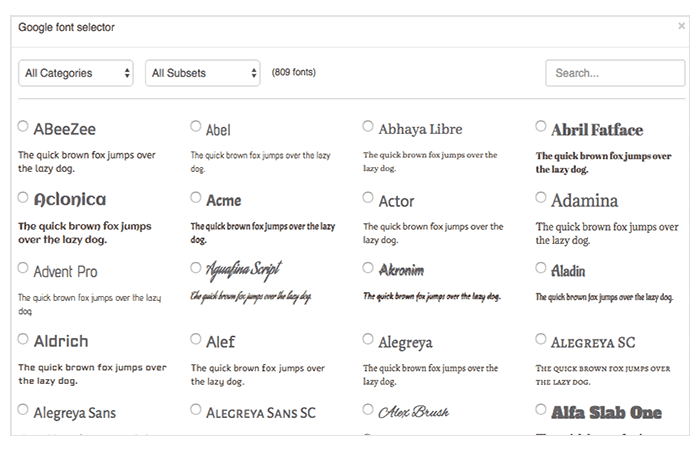 Google font selector
×
All Categories All Subsets (809 fonts) Search...
ABeeZee Abel Abhaya Libre Abril Fatface
The quick brown fox jumps over The quick brown fox jumps over the lazy The quick brown fox jumps over the The quick brown fox jumps over
the lazy dog. dog. lazy dog. the lazy dog.
Aclonica Acme Actor Adamina
The quick brown fox jumps The quick brown fox jumps over the lazy The quick brown fox jumps over the The quick brown fox jumps over
over the lazy dog. dog. lazy dog. the lazy dog.
Advent Pro Aguafina Script Akronim Aladin
The quick brown fox jumps over the lazy The quick brown fox jumps over the lazy dog. The quick brown fox jumps over the lazy dog. The quick brown fox jumps over the lazy dog.
dog.
Aldrich Alef Alegreya Alegreya SC
The quick brown fox jumps over The quick brown fox jumps over the The quick brown fox jumps over the The quick brown fox jumps over
the lazy dog. lazy dog. lazy dog. the lazy dog.
Alegreya Sans Alegreya Sans SC Alex Brush Alfa Slab One